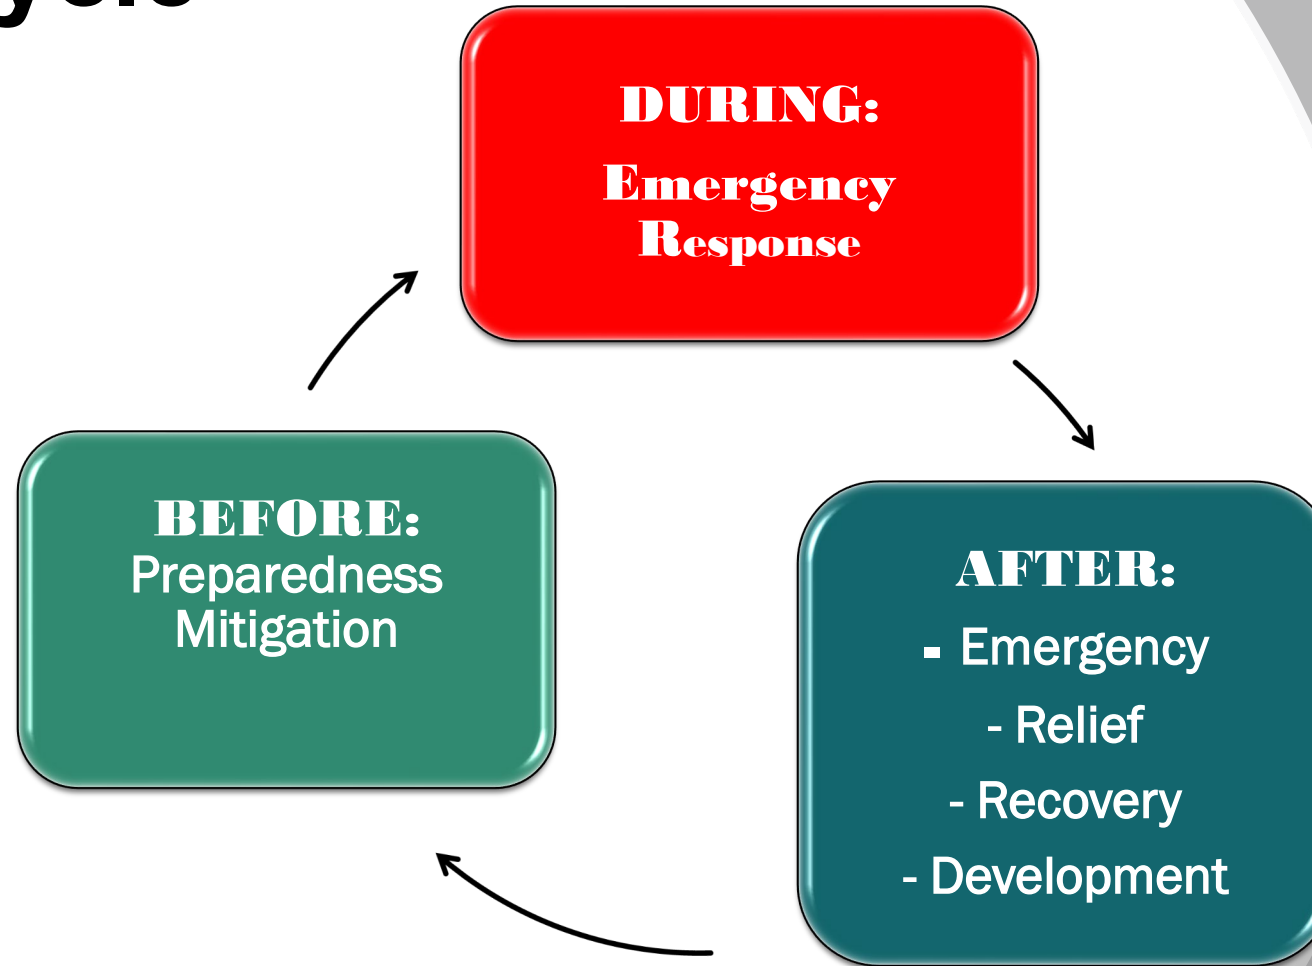 DURING:
Emergency
Response
BEFORE:
Preparedness
Mitigation
AFTER:
- Emergency
- Relief
- Recovery
- Development